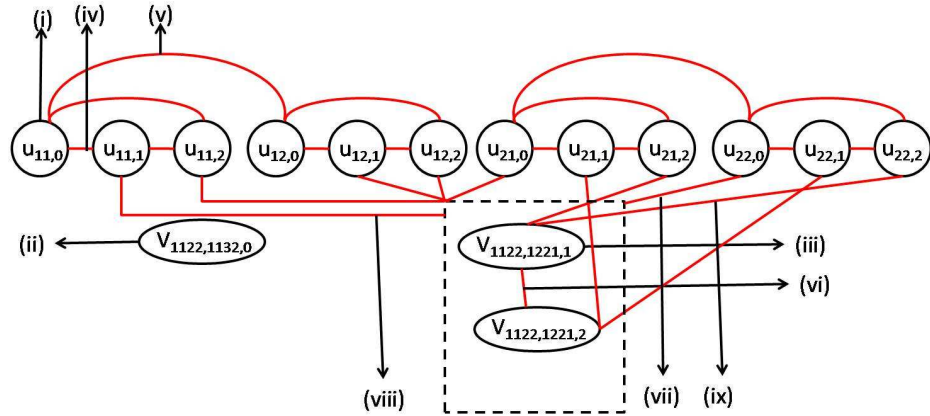 (i) (iv) (v)
u11,0 u11,1 u11,2 u12,0 u12,1 u12,2 u21,0 u21,1 u21,2 u22,0 u22,1 u22,2
(ii) V1122,1132,0 V1122,1221,1 (iii)
(vi)
V1122,1221,2
(viii) (vii) (ix)